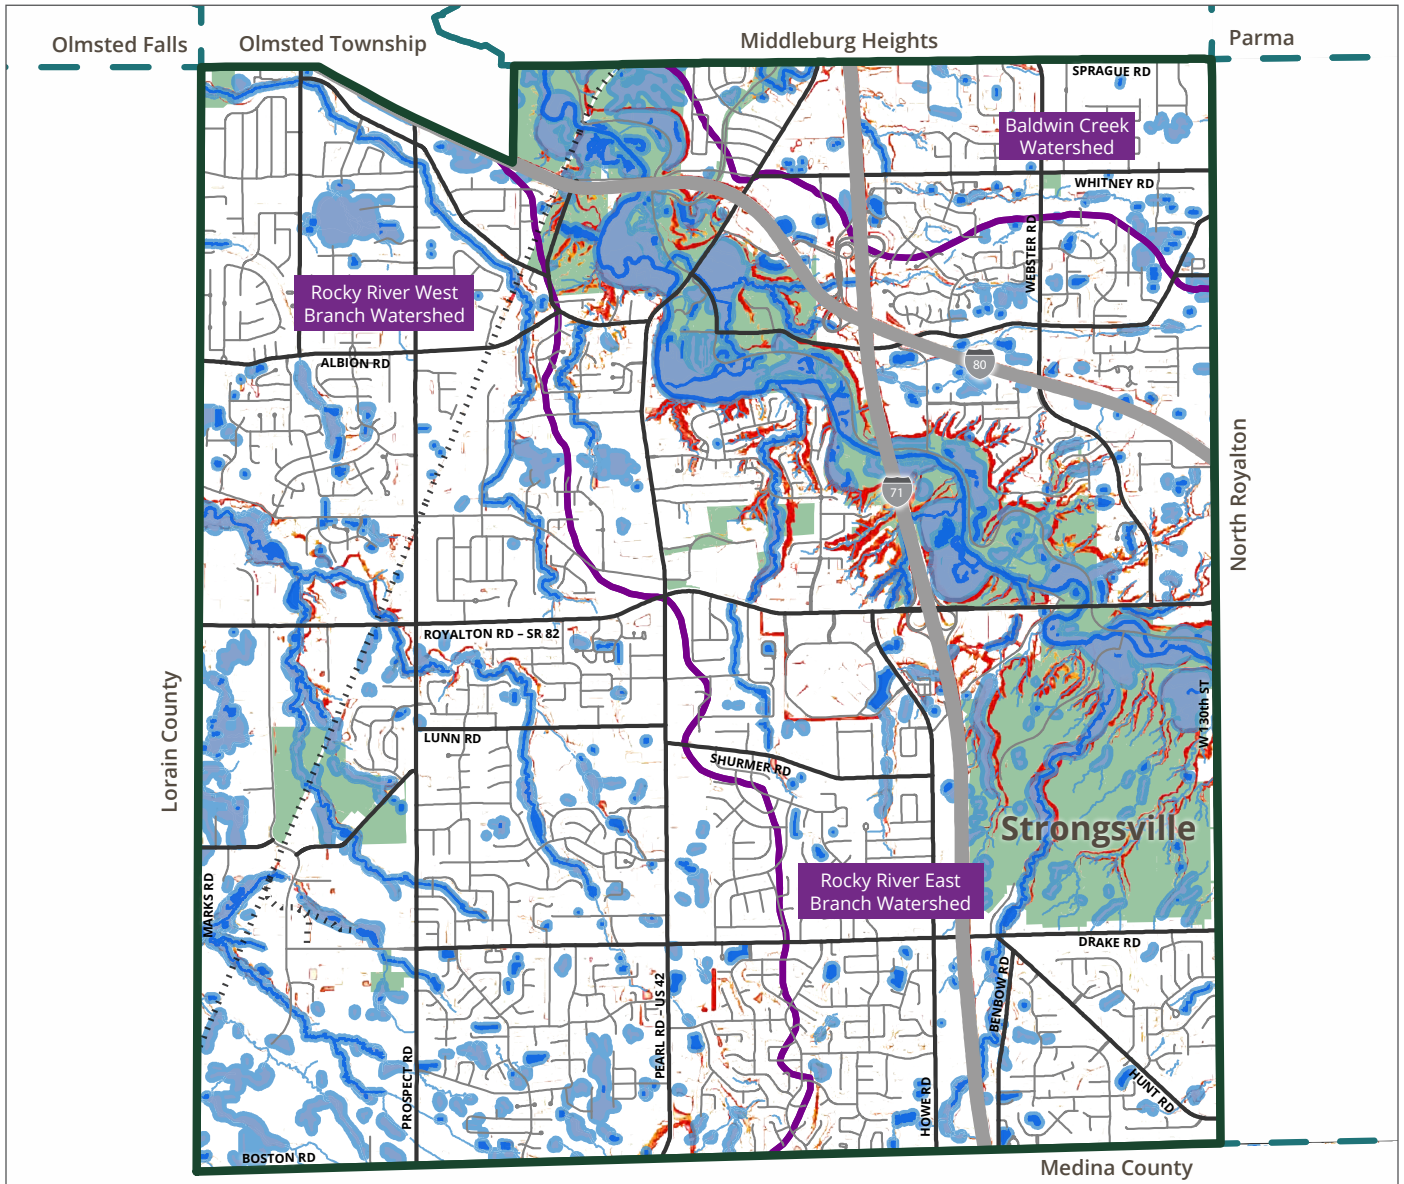 Olmsted Falls
Olmsted Township
Middleburg Heights
Parma
SPRAGUE RD
Baldwin Creek
Watershed
WHITNEY RD
WEBSTER RD
Rocky River West
Branch Watershed
ALBION RD
80
North Royalton
71
ROYALTON RD – SR 82
Lorain County
W 130th ST
LUNN RD
SHURMER RD
Strongsville
Rocky River East
Branch Watershed
MARKS RD
DRAKE RD
BENBOW RD
PEARL RD – US 42
PROSPECT RD
HOWE RD
HUNT RD
BOSTON RD
Medina County